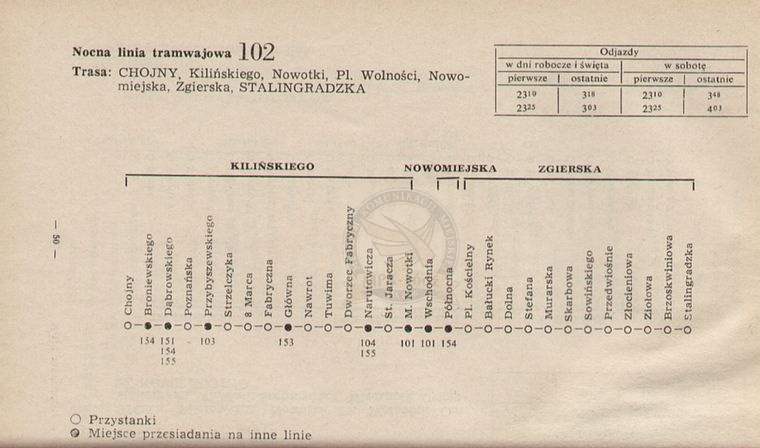 Nocna linia tramwajowa 102
Trasa: CHOJNY, Kilińskiego, Nowotki, Pl. Wolności, Nowo-
miejska, Zgierska, STALINGRADZKA
Odjazdy
w dni robocze i święta w sobotę
pierwsze ostatnie pierwsze ostatnie
23¹⁰ 3¹⁸ 23¹⁰ 3⁴⁸
23²⁵ 3⁰³ 23²⁵ 4⁰³
KILIŃSKIEGO NOWOMIEJSKA ZGIERSKA
— 50 —
Chojny
Broniewskiego
Dąbrowskiego
Poznańska
Przybyszewskiego
Strzelczyka
8 Marca
Fabryczna
Główna
Nawrot
Tuwima
Dworzec Fabryczny
Narutowicza
St. Jaracza
M. Nowotki
Wschodnia
Północna
Pl. Kościelny
Bałucki Rynek
Dolna
Stefana
Murarska
Skarbowa
Sowińskiego
Przedwiośnie
Złocieniowa
Ziołowa
Brzoskwiniowa
Stalingradzka
154 151 - 103 153 104 101 101 154
154 155
155
Przystanki
Miejsce przesiadania na inne linie